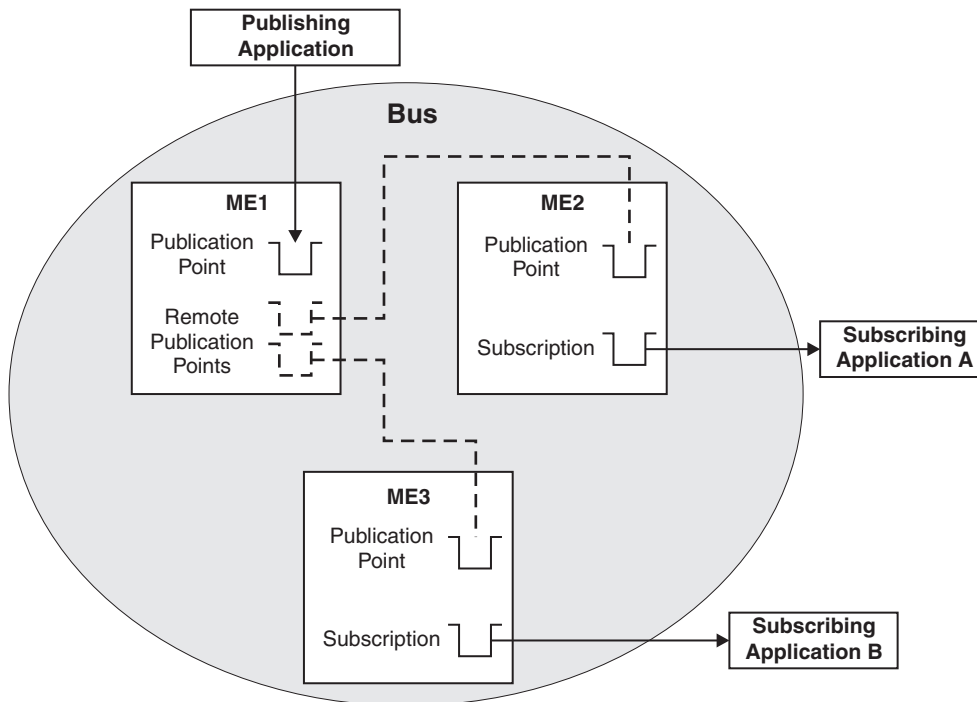 Publishing
Application
Bus
ME1
Publication
Point
Remote
Publication
Points
ME2
Publication
Point
Subscription
Subscribing
Application A
ME3
Publication
Point
Subscription
Subscribing
Application B